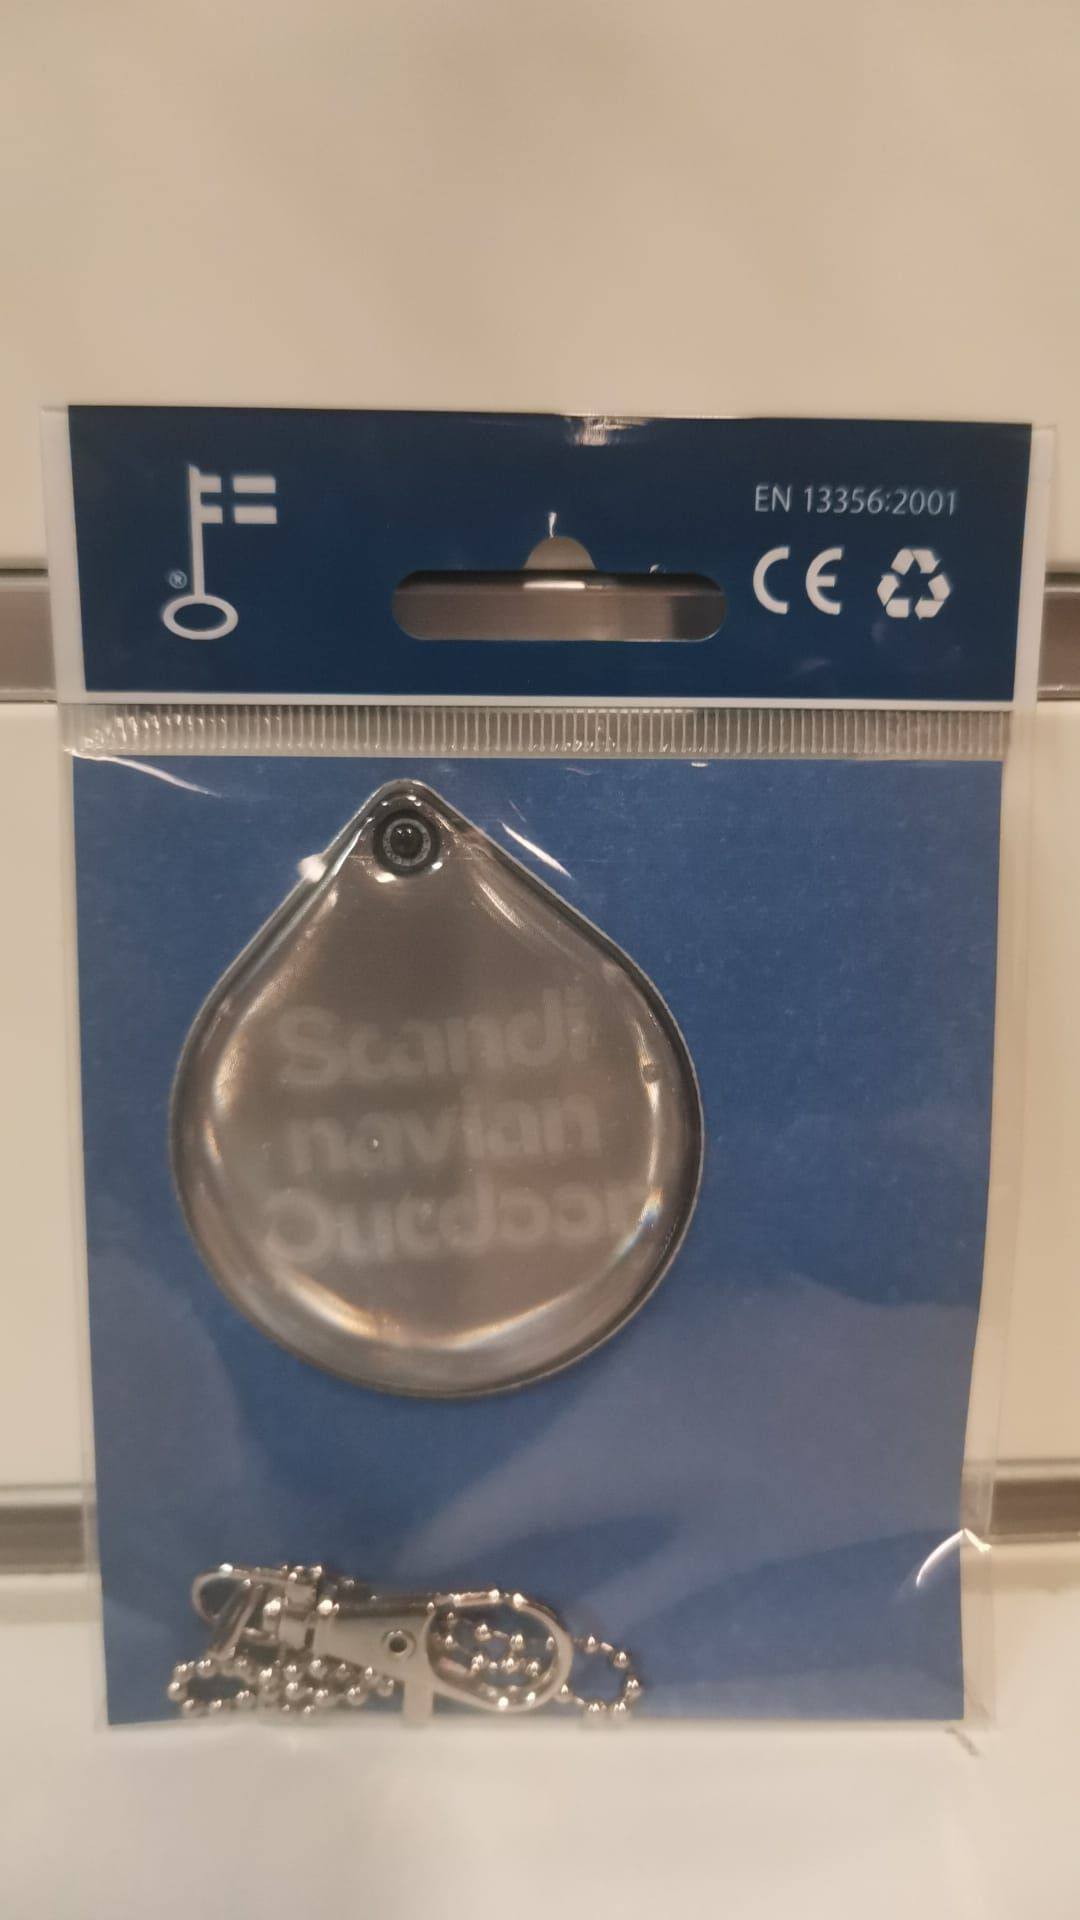 EN 13356:2001
CE
®
Scandi
navian
Outdoor